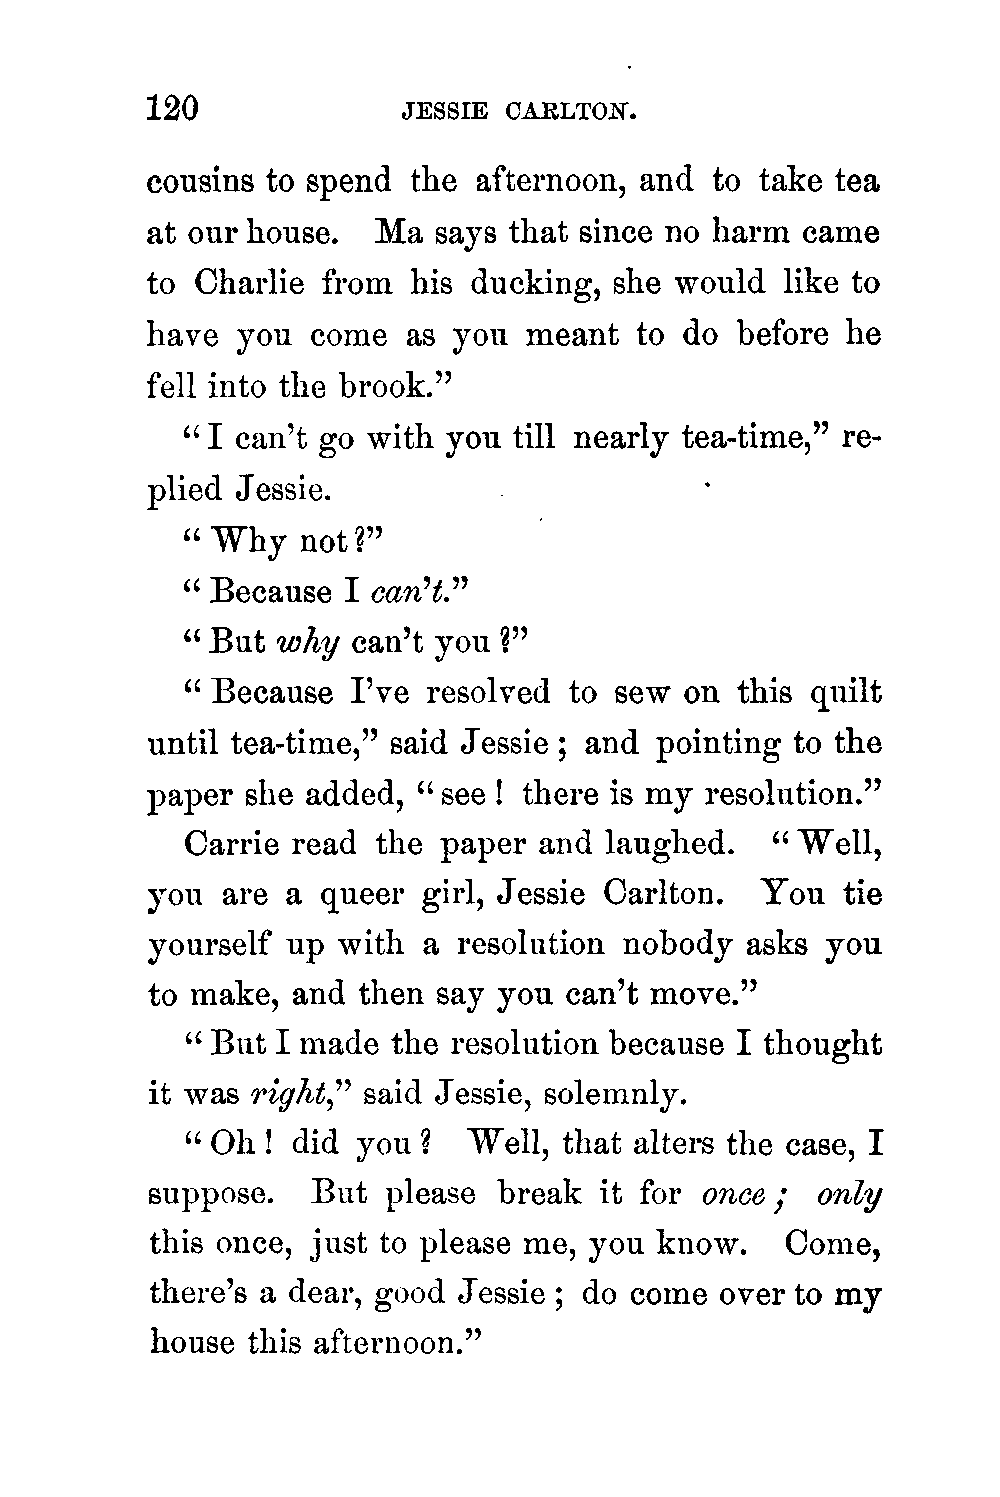 120 JESSIE CARLTON.
cousins to spend the afternoon, and to take tea
at our house. Ma says that since no harm came
to Charlie from his ducking, she would like to
have you come as you meant to do before he
fell into the brook.”
“I can’t go with you till nearly tea-time,” re-
plied Jessie.
“Why not?”
“Because I can’t.”
“But why can’t you?”
“Because I’ve resolved to sew on this quilt
until tea-time,” said Jessie; and pointing to the
paper she added, “see! there is my resolution.”
Carrie read the paper and laughed. “Well,
you are a queer girl, Jessie Carlton. You tie
yourself up with a resolution nobody asks you
to make, and then say you can’t move.”
“But I made the resolution because I thought
it was right,” said Jessie, solemnly.
“Oh! did you? Well, that alters the case, I
suppose. But please break it for once; only
this once, just to please me, you know. Come,
there’s a dear, good Jessie; do come over to my
house this afternoon.”